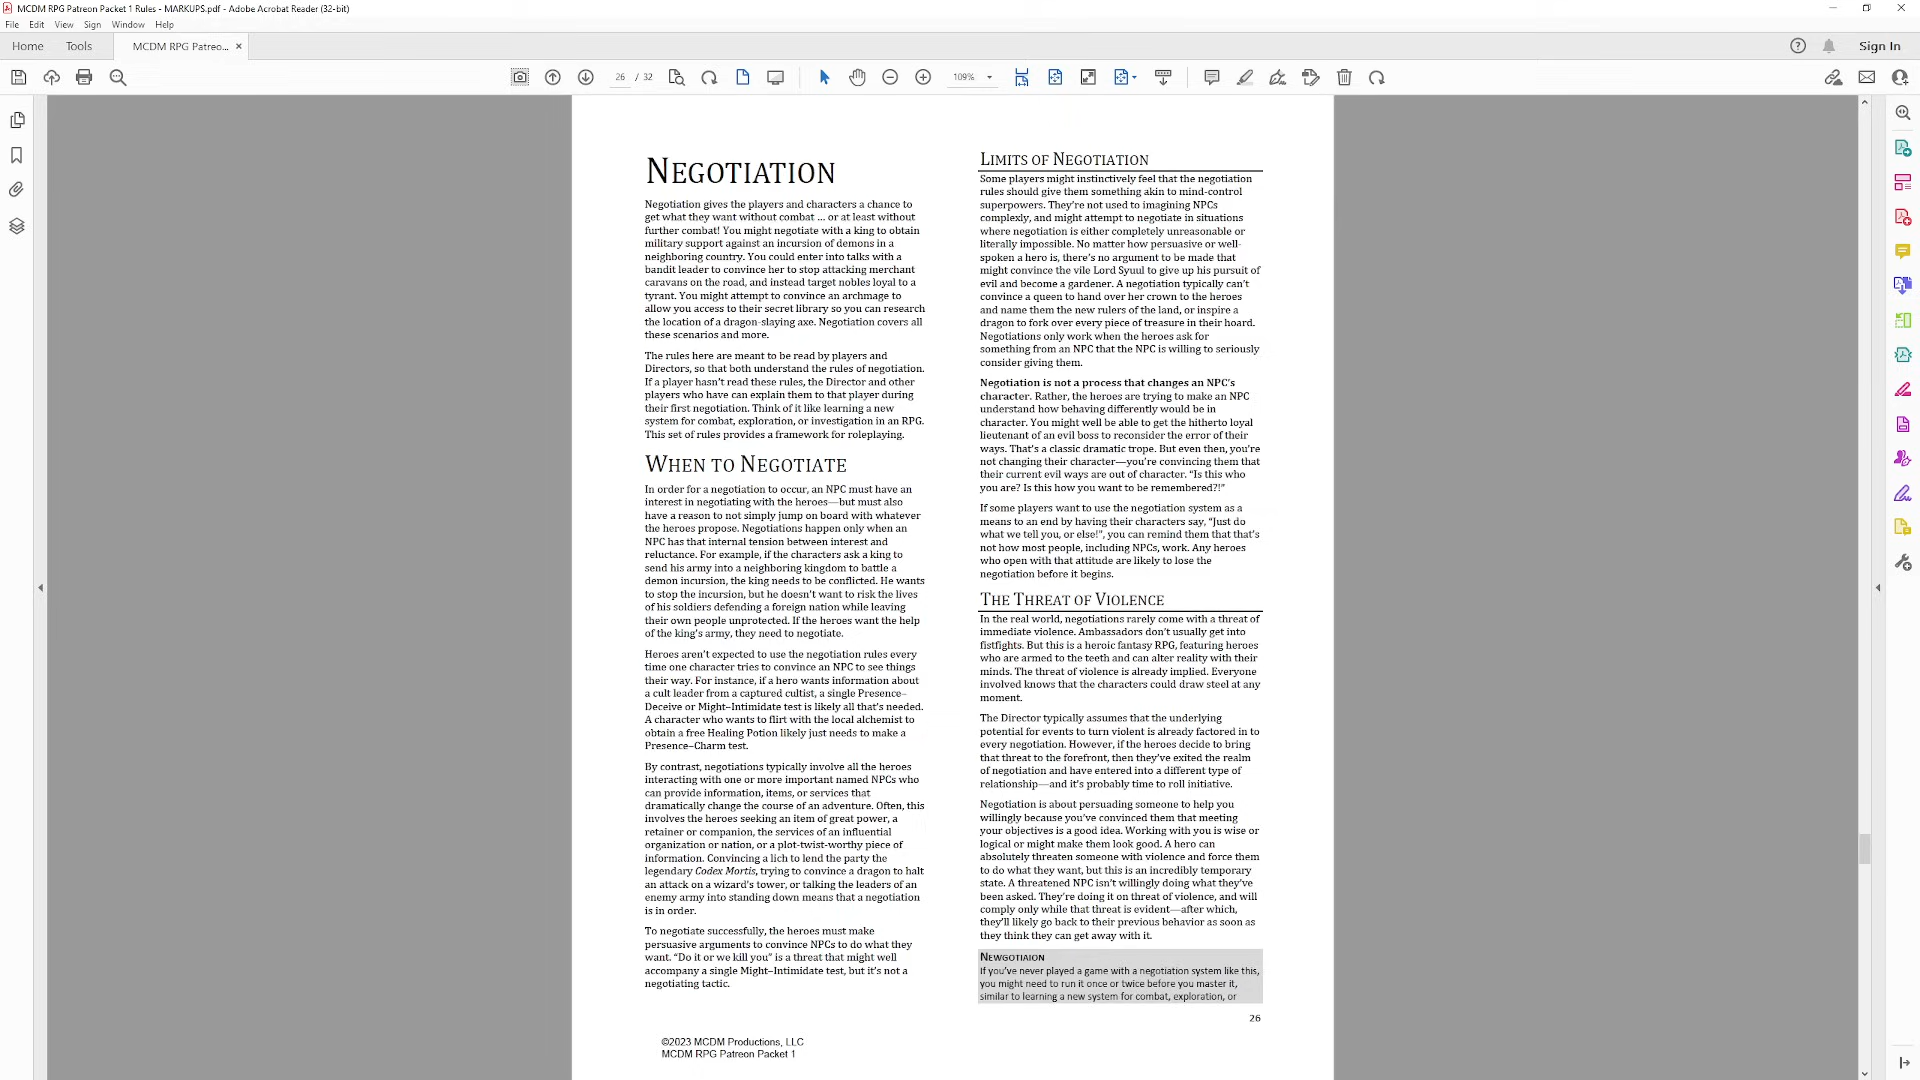 MCDM RPG Patreon Packet 1 Rules - MARKUPS.pdf - Adobe Acrobat Reader (32-bit)
File Edit View Sign Window Help
Home Tools MCDM RPG Patreo... × Sign In
26 / 32 109%
NEGOTIATION
Negotiation gives the players and characters a chance to
get what they want without combat ... or at least without
further combat! You might negotiate with a king to obtain
military support against an incursion of demons in a
neighboring country. You could enter into talks with a
bandit leader to convince her to stop attacking merchant
caravans on the road, and instead target nobles loyal to a
tyrant. You might attempt to convince an archmage to
allow you access to their secret library so you can research
the location of a dragon-slaying axe. Negotiation covers all
these scenarios and more.
The rules here are meant to be read by players and
Directors, so that both understand the rules of negotiation.
If a player hasn't read these rules, the Director and other
players who have can explain them to that player during
their first negotiation. Think of it like learning a new
system for combat, exploration, or investigation in an RPG.
This set of rules provides a framework for roleplaying.
WHEN TO NEGOTIATE
In order for a negotiation to occur, an NPC must have an
interest in negotiating with the heroes—but must also
have a reason to not simply jump on board with whatever
the heroes propose. Negotiations happen only when an
NPC has that internal tension between interest and
reluctance. For example, if the characters ask a king to
send his army into a neighboring kingdom to battle a
demon incursion, the king needs to be conflicted. He wants
to stop the incursion, but he doesn't want to risk the lives
of his soldiers defending a foreign nation while leaving
their own people unprotected. If the heroes want the help
of the king's army, they need to negotiate.
Heroes aren't expected to use the negotiation rules every
time one character tries to convince an NPC to see things
their way. For instance, if a hero wants information about
a cult leader from a captured cultist, a single Presence–
Deceive or Might–Intimidate test is likely all that's needed.
A character who wants to flirt with the local alchemist to
obtain a free Healing Potion likely just needs to make a
Presence–Charm test.
By contrast, negotiations typically involve all the heroes
interacting with one or more important named NPCs who
can provide information, items, or services that
dramatically change the course of an adventure. Often, this
involves the heroes seeking an item of great power, a
retainer or companion, the services of an influential
organization or nation, or a plot-twist-worthy piece of
information. Convincing a lich to lend the party the
legendary Codex Mortis, trying to convince a dragon to halt
an attack on a wizard's tower, or talking the leaders of an
enemy army into standing down means that a negotiation
is in order.
To negotiate successfully, the heroes must make
persuasive arguments to convince NPCs to do what they
want. "Do it or we kill you" is a threat that might well
accompany a single Might–Intimidate test, but it's not a
negotiating tactic.
LIMITS OF NEGOTIATION
Some players might instinctively feel that the negotiation
rules should give them something akin to mind-control
superpowers. They're not used to imagining NPCs
complexly, and might attempt to negotiate in situations
where negotiation is either completely unreasonable or
literally impossible. No matter how persuasive or well-
spoken a hero is, there's no argument to be made that
might convince the vile Lord Syuul to give up his pursuit of
evil and become a gardener. A negotiation typically can't
convince a queen to hand over her crown to the heroes
and name them the new rulers of the land, or inspire a
dragon to fork over every piece of treasure in their hoard.
Negotiations only work when the heroes ask for
something from an NPC that the NPC is willing to seriously
consider giving them.
Negotiation is not a process that changes an NPC's
character. Rather, the heroes are trying to make an NPC
understand how behaving differently would be in
character. You might well be able to get the hitherto loyal
lieutenant of an evil boss to reconsider the error of their
ways. That's a classic dramatic trope. But even then, you're
not changing their character—you're convincing them that
their current evil ways are out of character. "Is this who
you are? Is this how you want to be remembered?!"
If some players want to use the negotiation system as a
means to an end by having their characters say, "Just do
what we tell you, or else!", you can remind them that that's
not how most people, including NPCs, work. Any heroes
who open with that attitude are likely to lose the
negotiation before it begins.
THE THREAT OF VIOLENCE
In the real world, negotiations rarely come with a threat of
immediate violence. Ambassadors don't usually get into
fistfights. But this is a heroic fantasy RPG, featuring heroes
who are armed to the teeth and can alter reality with their
minds. The threat of violence is already implied. Everyone
involved knows that the characters could draw steel at any
moment.
The Director typically assumes that the underlying
potential for events to turn violent is already factored in to
every negotiation. However, if the heroes decide to bring
that threat to the forefront, then they've exited the realm
of negotiation and have entered into a different type of
relationship—and it's probably time to roll initiative.
Negotiation is about persuading someone to help you
willingly because you've convinced them that meeting
your objectives is a good idea. Working with you is wise or
logical or might make them look good. A hero can
absolutely threaten someone with violence and force them
to do what they want, but this is an incredibly temporary
state. A threatened NPC isn't willingly doing what they've
been asked. They're doing it on threat of violence, and will
comply only while that threat is evident—after which,
they'll likely go back to their previous behavior as soon as
they think they can get away with it.
NEWGOTIAION
If you've never played a game with a negotiation system like this,
you might need to run it once or twice before you master it,
similar to learning a new system for combat, exploration, or
26
©2023 MCDM Productions, LLC
MCDM RPG Patreon Packet 1